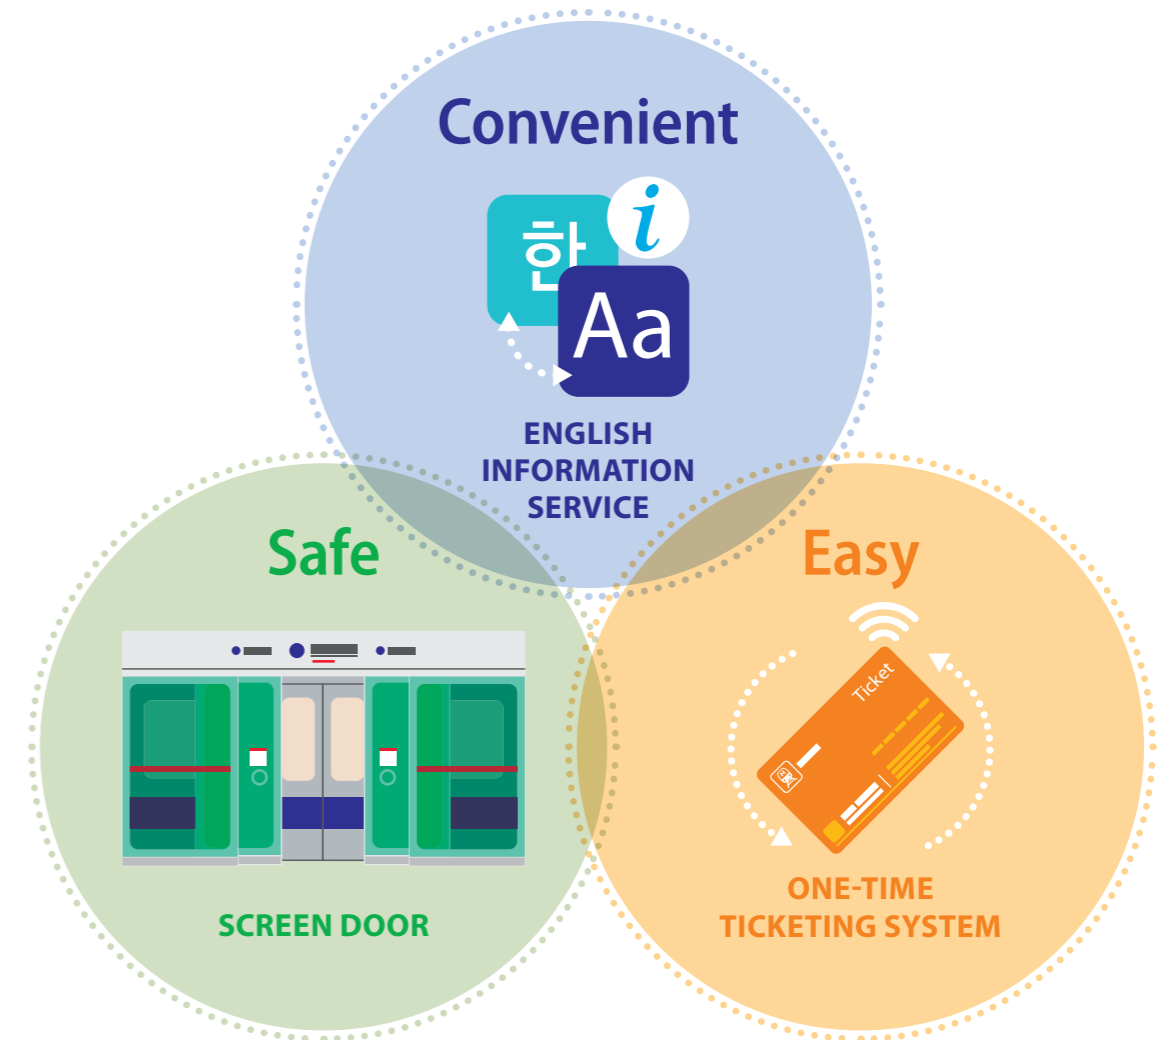 Convenient
한
i
Aa
ENGLISH
INFORMATION
SERVICE
Safe
Easy
Ticket
SCREEN DOOR
ONE-TIME
TICKETING SYSTEM